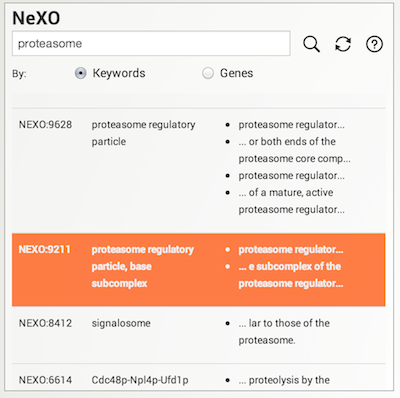 NeXO
proteasome
By: Keywords Genes
NEXO:9628 proteasome regulatory • proteasome regulator...
particle • ... or both ends of the
proteasome core comp...
• proteasome regulator...
• ... of a mature, active
proteasome regulator...
NEXO:9211 proteasome regulatory • proteasome regulator...
particle, base • ... e subcomplex of the
subcomplex proteasome regulator...
NEXO:8412 signalosome • ... lar to those of the
proteasome.
NEXO:6614 Cdc48p-Npl4p-Ufd1p • ... proteolysis by the